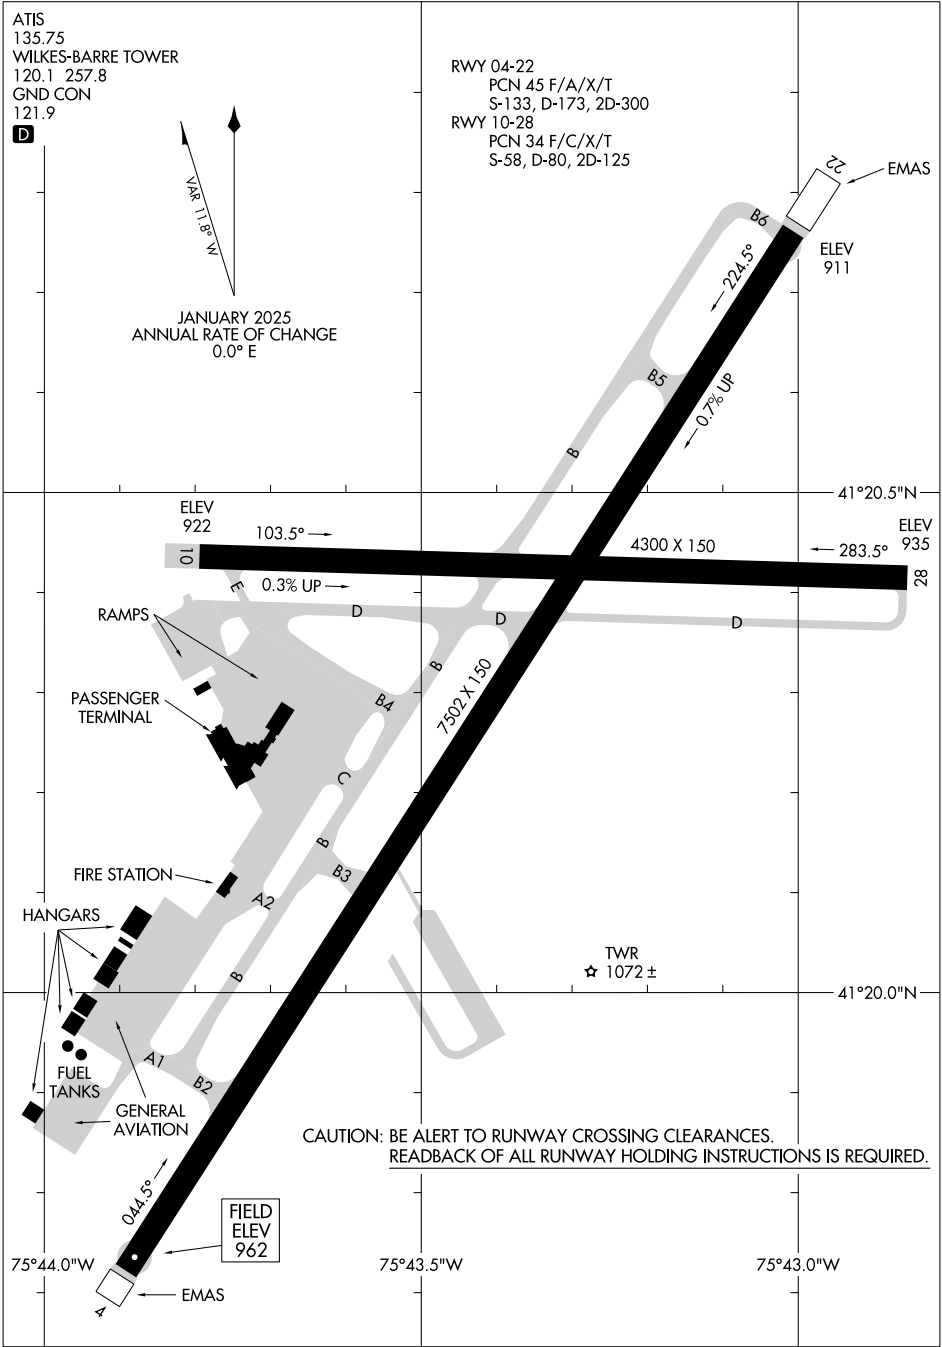 ATIS
135.75
WILKES-BARRE TOWER
120.1 257.8
GND CON
121.9
D
RWY 04-22
PCN 45 F/A/X/T
S-133, D-173, 2D-300
RWY 10-28
PCN 34 F/C/X/T
S-58, D-80, 2D-125
VAR 11.8° W
JANUARY 2025
ANNUAL RATE OF CHANGE
0.0° E
22
EMAS
B6
ELEV
911
224.5°
B5
0.7% UP
B
41°20.5"N
ELEV
922
103.5°
10
4300 X 150
283.5°
ELEV
935
28
0.3% UP
E
D
D
D
RAMPS
B
7502 X 150
PASSENGER
TERMINAL
B4
C
B
B3
FIRE STATION
A2
HANGARS
B
TWR
1072 ±
41°20.0"N
A1
B2
FUEL
TANKS
GENERAL
AVIATION
CAUTION: BE ALERT TO RUNWAY CROSSING CLEARANCES.
READBACK OF ALL RUNWAY HOLDING INSTRUCTIONS IS REQUIRED.
044.5°
FIELD
ELEV
962
75°44.0"W
75°43.5"W
75°43.0"W
EMAS
4